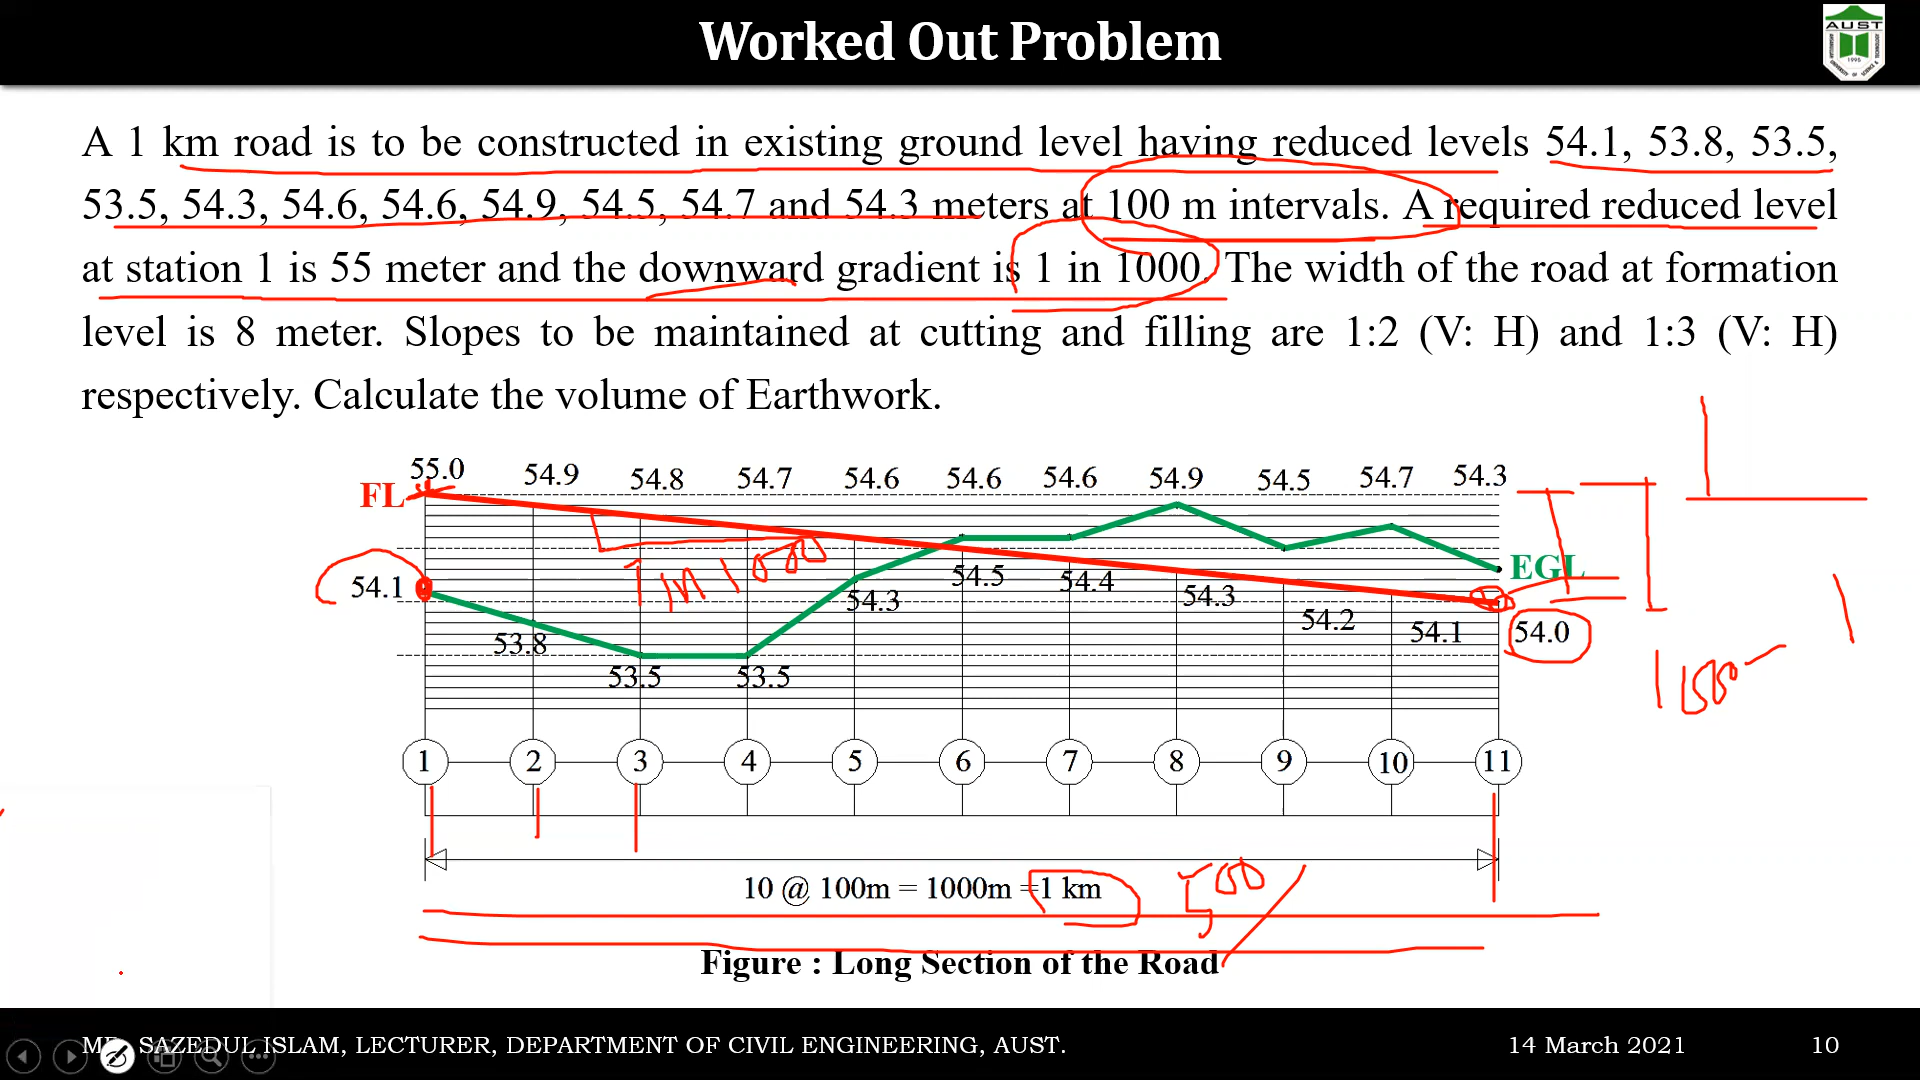 Worked Out Problem
AUST
A 1 km road is to be constructed in existing ground level having reduced levels 54.1, 53.8, 53.5,
53.5, 54.3, 54.6, 54.6, 54.9, 54.5, 54.7 and 54.3 meters at 100 m intervals. A required reduced level
at station 1 is 55 meter and the downward gradient is 1 in 1000. The width of the road at formation
level is 8 meter. Slopes to be maintained at cutting and filling are 1:2 (V: H) and 1:3 (V: H)
respectively. Calculate the volume of Earthwork.
55.0 54.9 54.8 54.7 54.6 54.6 54.6 54.9 54.5 54.7 54.3
FL
EGL
54.1 53.8 53.5 53.5 54.3 54.5 54.4 54.3 54.2 54.1 54.0
1 in 1000
1000
1 2 3 4 5 6 7 8 9 10 11
10 @ 100m = 1000m =1 km
500
Figure : Long Section of the Road
SAZEDUL ISLAM, LECTURER, DEPARTMENT OF CIVIL ENGINEERING, AUST. 14 March 2021 10